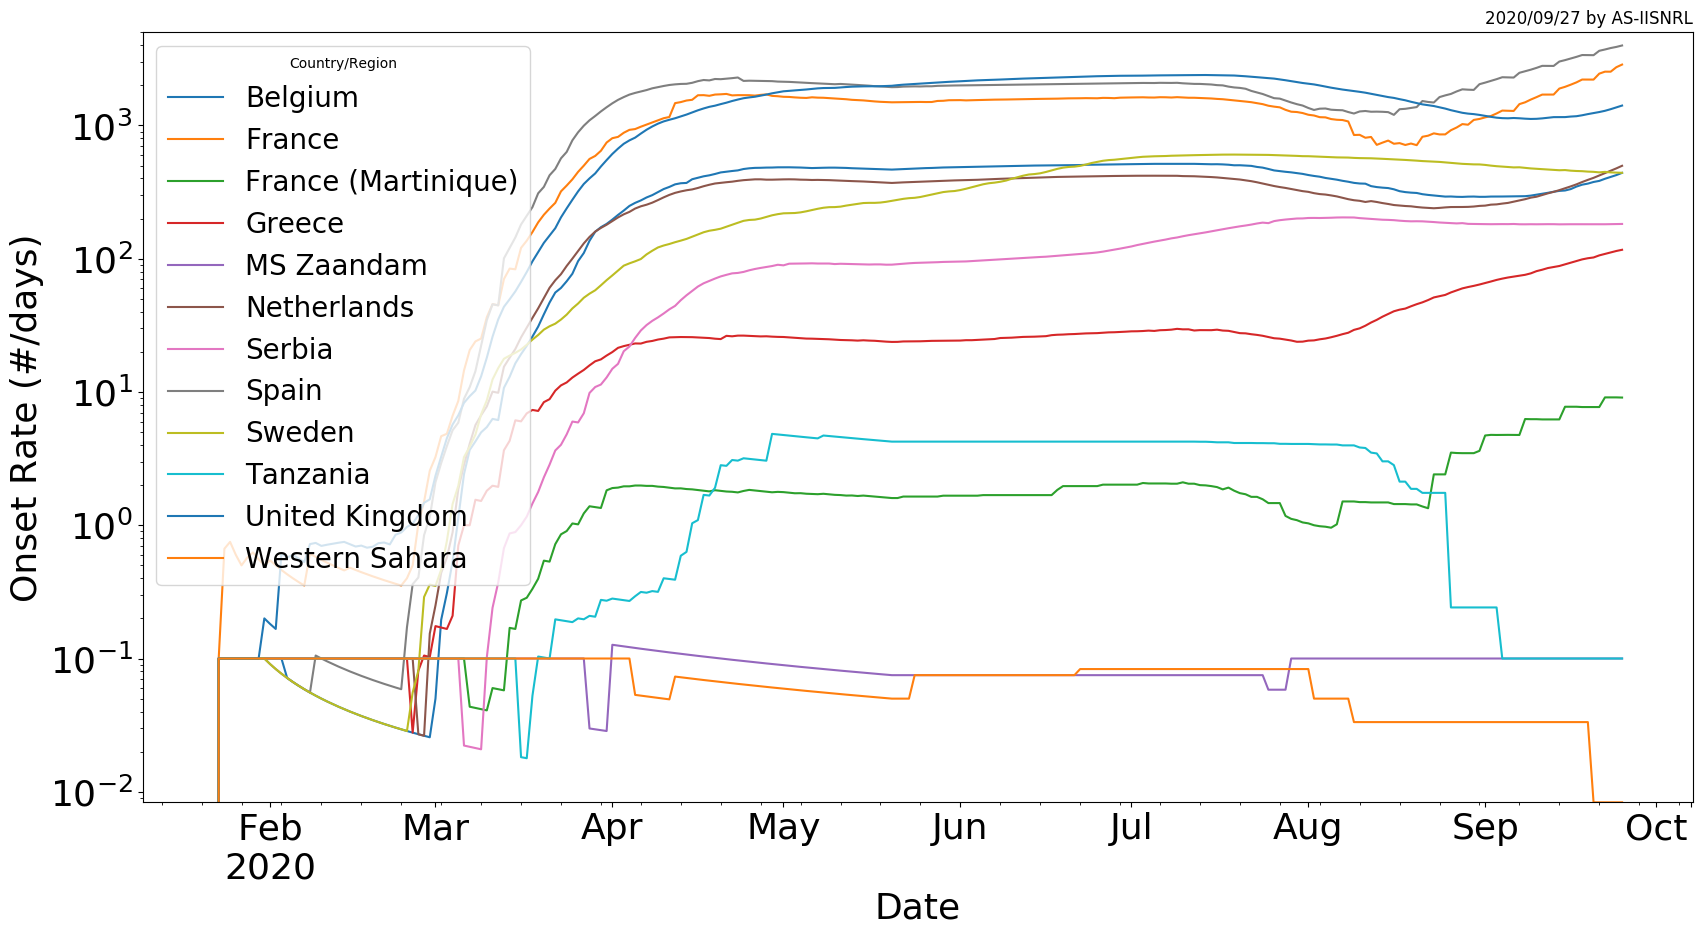 2020/09/27 by AS-IISNRL
Country/Region
Belgium
France
France (Martinique)
Greece
MS Zaandam
Netherlands
Serbia
Spain
Sweden
Tanzania
United Kingdom
Western Sahara
Onset Rate (#/days)
10³
10²
10¹
10⁰
10⁻¹
10⁻²
Feb Mar Apr May Jun Jul Aug Sep Oct
2020
Date